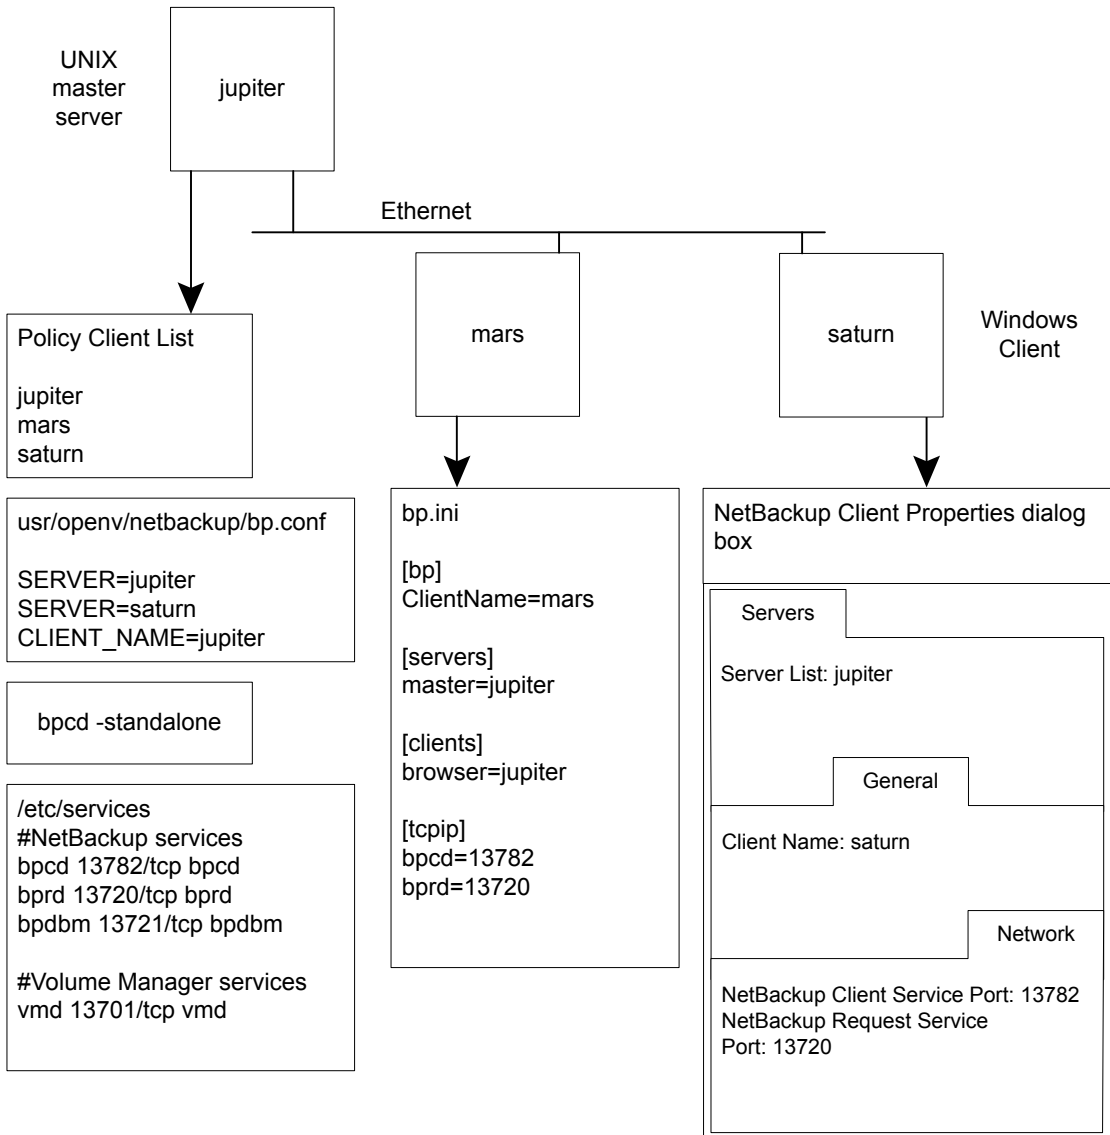 UNIX
master
server
jupiter
Ethernet
mars
saturn
Windows
Client
Policy Client List
jupiter
mars
saturn
usr/openv/netbackup/bp.conf
SERVER=jupiter
SERVER=saturn
CLIENT_NAME=jupiter
bpcd -standalone
/etc/services
#NetBackup services
bpcd 13782/tcp bpcd
bprd 13720/tcp bprd
bpdbm 13721/tcp bpdbm
#Volume Manager services
vmd 13701/tcp vmd
bp.ini
[bp]
ClientName=mars
[servers]
master=jupiter
[clients]
browser=jupiter
[tcpip]
bpcd=13782
bprd=13720
NetBackup Client Properties dialog
box
Servers
Server List: jupiter
General
Client Name: saturn
Network
NetBackup Client Service Port: 13782
NetBackup Request Service
Port: 13720